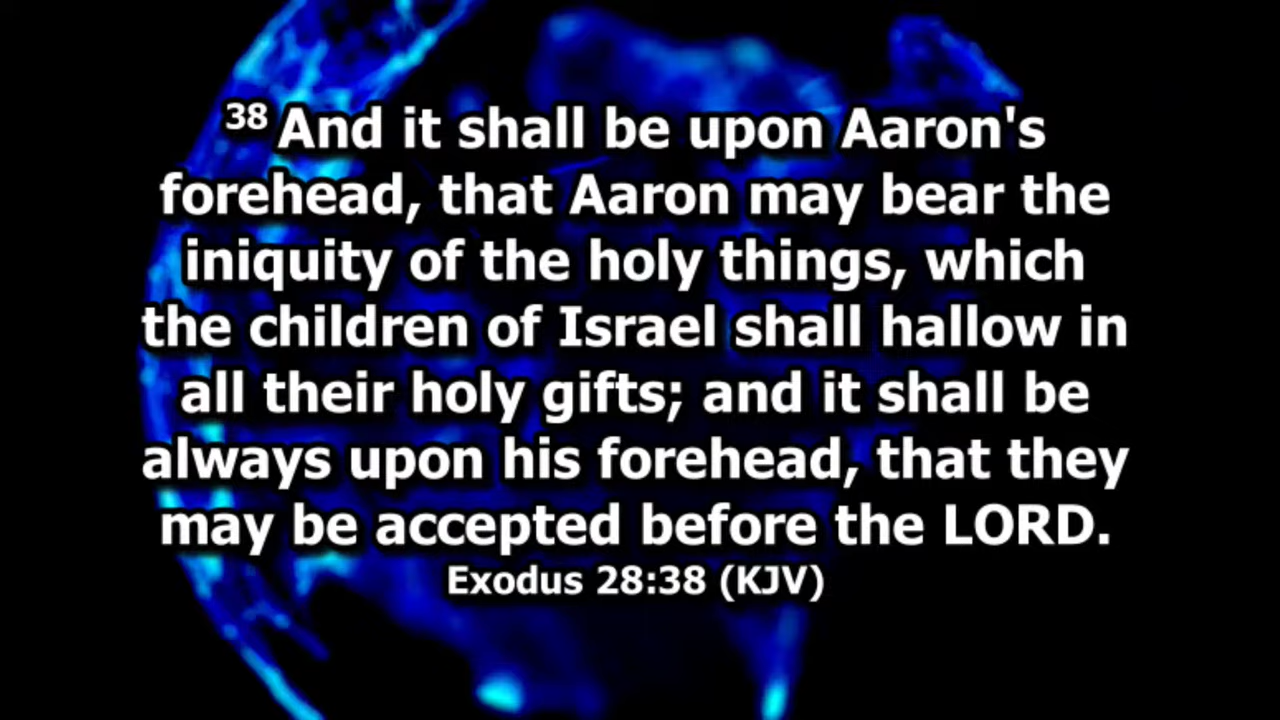 38 And it shall be upon Aaron's
forehead, that Aaron may bear the
iniquity of the holy things, which
the children of Israel shall hallow in
all their holy gifts; and it shall be
always upon his forehead, that they
may be accepted before the LORD.
Exodus 28:38 (KJV)